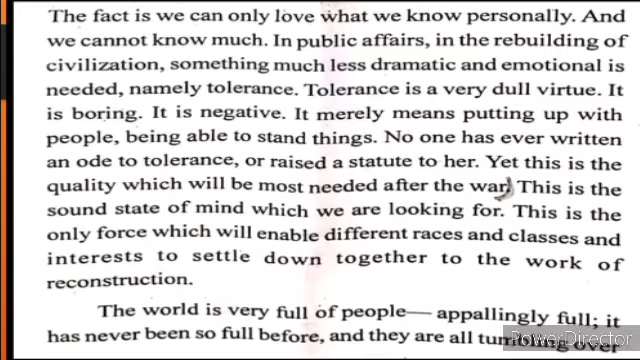 The fact is we can only love what we know personally. And
we cannot know much. In public affairs, in the rebuilding of
civilization, something much less dramatic and emotional is
needed, namely tolerance. Tolerance is a very dull virtue. It
is boring. It is negative. It merely means putting up with
people, being able to stand things. No one has ever written
an ode to tolerance, or raised a statute to her. Yet this is the
quality which will be most needed after the war. This is the
sound state of mind which we are looking for. This is the
only force which will enable different races and classes and
interests to settle down together to the work of
reconstruction.
The world is very full of people— appallingly full; it
has never been so full before, and they are all tumbling over
PowerDirector